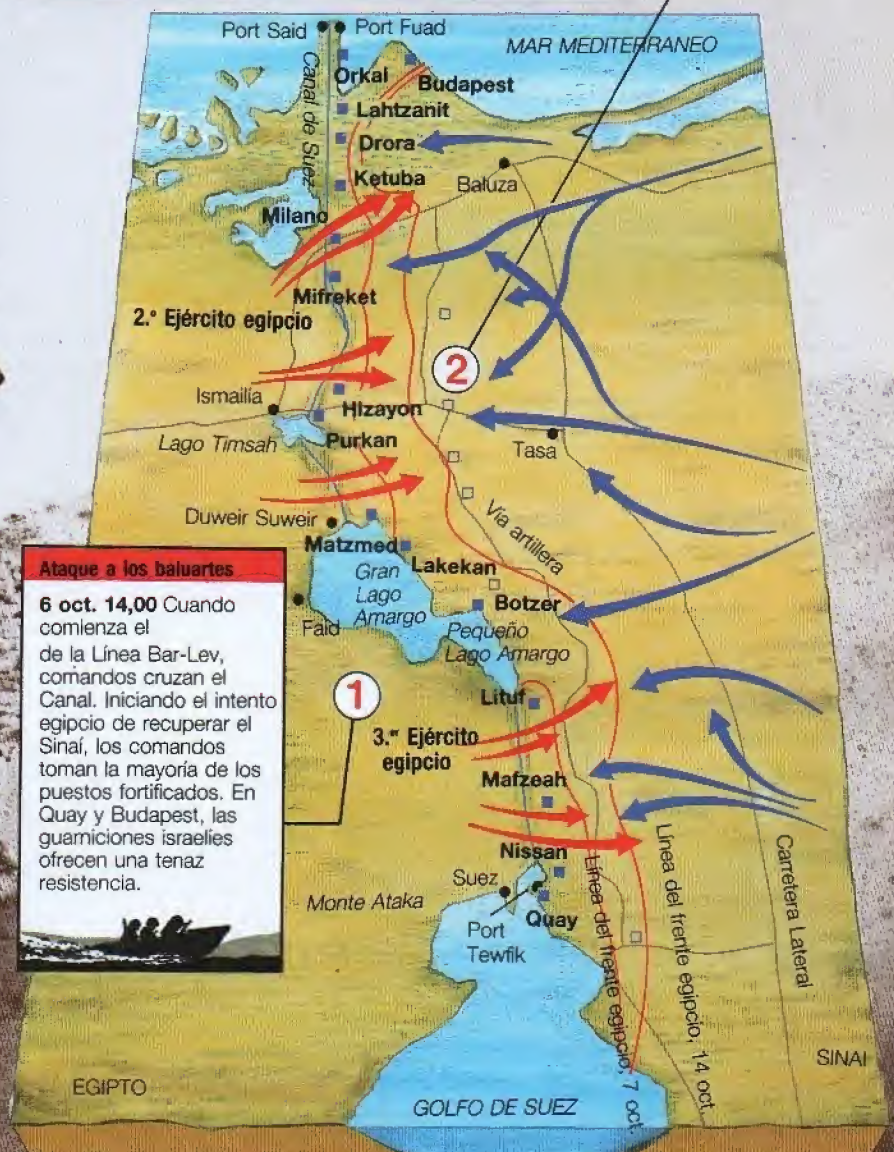 Port Said
Port Fuad
MAR MEDITERRANEO
Canal de Suez
Orkal
Budapest
Lahtzanit
Drora
Ketuba
Baluza
Milano
Mifreket
2.º Ejército egipcio
2
Ismailía
Hizayon
Lago Timsah
Purkan
Tasa
Duweir Suweir
Vía artillera
Matzmed
Lakekan
Gran
Lago
Amargo
Botzer
Faid
Pequeño
Lago Amargo
Ataque a los baluartes
6 oct. 14,00 Cuando
comienza el
de la Línea Bar-Lev,
comandos cruzan el
Canal. Iniciando el intento
egipcio de recuperar el
Sinaí, los comandos
toman la mayoría de los
puestos fortificados. En
Quay y Budapest, las
guarniciones israelíes
ofrecen una tenaz
resistencia.
1
Lituf
3.er Ejército
egipcio
Mafzeah
Nissan
Suez
Monte Ataka
Quay
Port
Tewfik
Línea del frente egipcio, 7 oct.
Línea del frente egipcio, 14 oct.
Carretera Lateral
SINAI
EGIPTO
GOLFO DE SUEZ